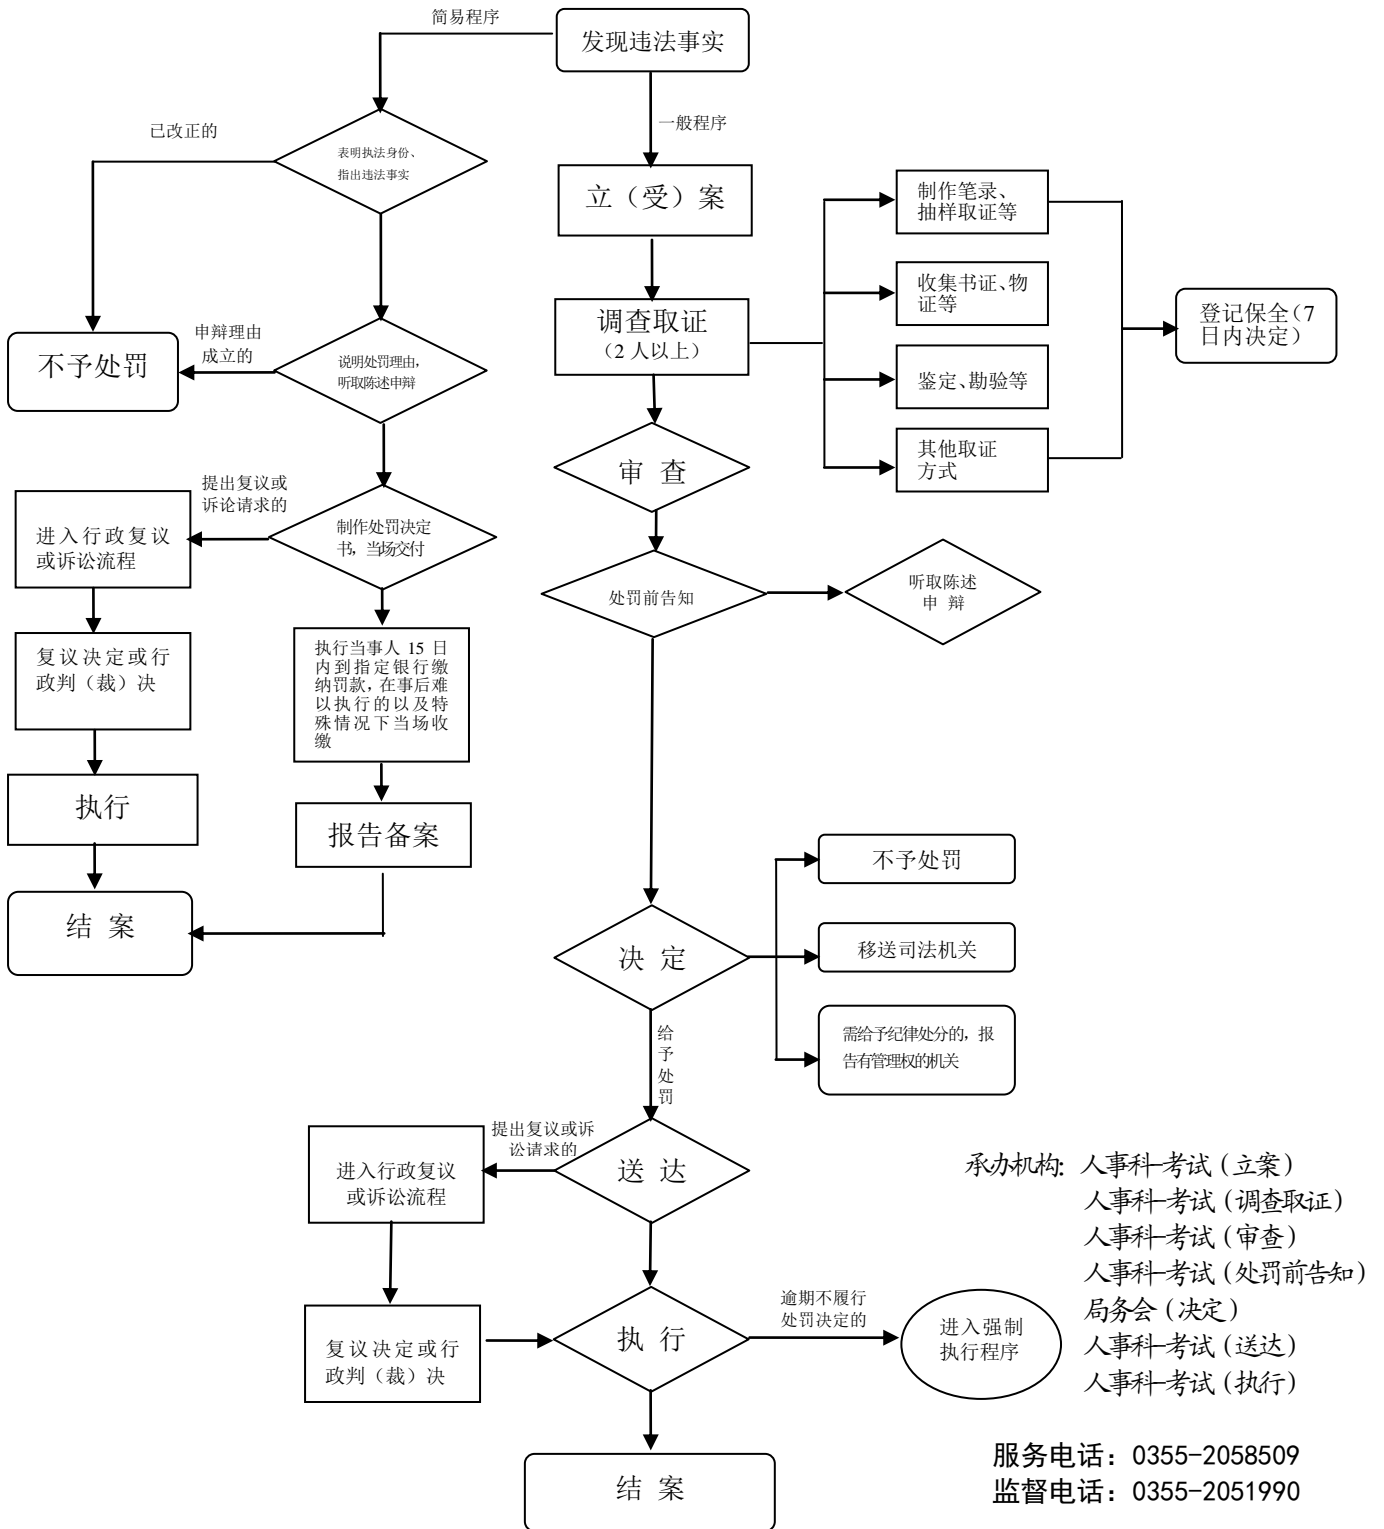 简易程序
发现违法事实
已改正的
表明执法身份、
指出违法事实
一般程序
立（受）案
制作笔录、
抽样取证等
收集书证、物
证等
登记保全（7
日内决定）
调查取证
（2 人以上）
申辩理由
成立的
不予处罚
说明处罚理由，
听取陈述申辩
鉴定、勘验等
其他取证
方式
审 查
提出复议或
诉论请求的
进入行政复议
或诉讼流程
制作处罚决定
书，当场交付
处罚前告知
听取陈述
申 辩
复议决定或行
政判（裁）决
执行当事人 15 日
内到指定银行缴
纳罚款，在事后难
以执行的以及特
殊情况下当场收
缴
执行
报告备案
结 案
不予处罚
决 定
移送司法机关
需给予纪律处分的，报
告有管理权的机关
给
予
处
罚
提出复议或诉
讼请求的
进入行政复议
或诉讼流程
送 达
复议决定或行
政判（裁）决
执 行
逾期不履行
处罚决定的
进入强制
执行程序
结 案
承办机构：人事科-考试（立案）
人事科-考试（调查取证）
人事科-考试（审查）
人事科-考试（处罚前告知）
局务会（决定）
人事科-考试（送达）
人事科-考试（执行）
服务电话：0355-2058509
监督电话：0355-2051990